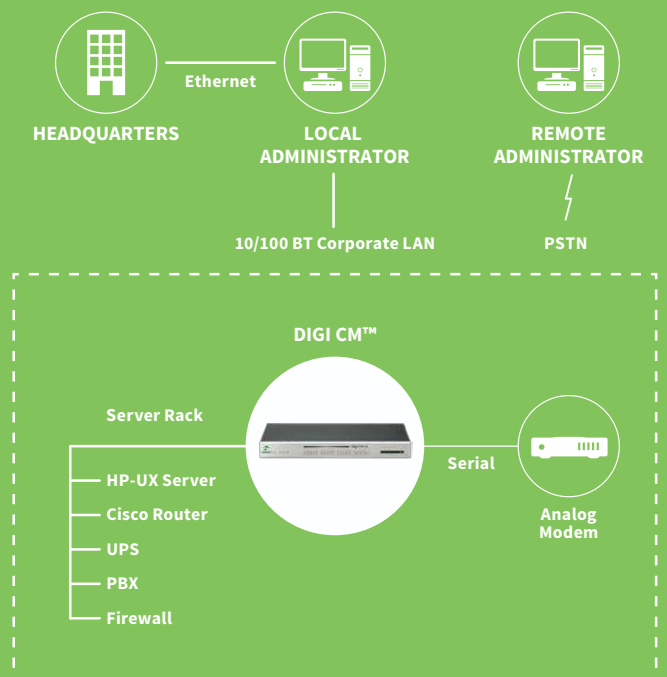 Ethernet
HEADQUARTERS
LOCAL
ADMINISTRATOR
REMOTE
ADMINISTRATOR
10/100 BT Corporate LAN
PSTN
DIGI CM™
Server Rack
Serial
HP-UX Server
Cisco Router
UPS
PBX
Firewall
Analog
Modem